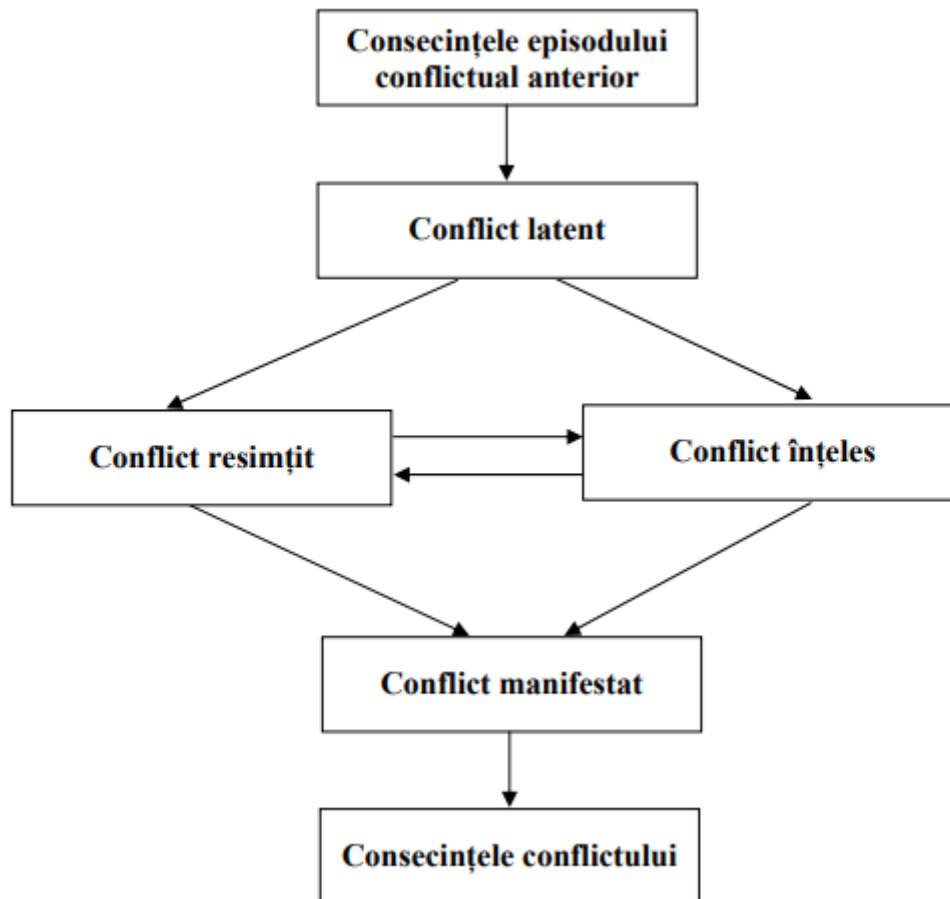 Consecințele episodului
conflictual anterior
Conflict latent
Conflict resimțit
Conflict înțeles
Conflict manifestat
Consecințele conflictului